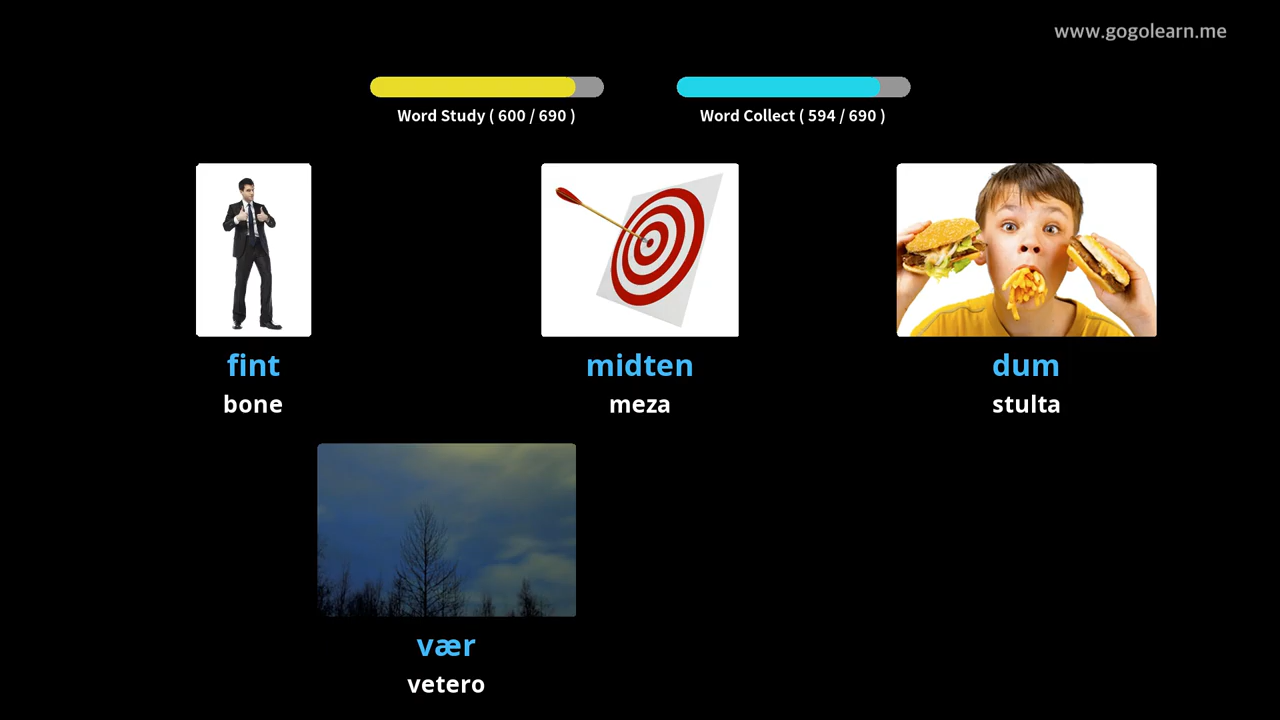 www.gogolearn.me
Word Study ( 600 / 690 )
Word Collect ( 594 / 690 )
fint
midten
dum
bone
meza
stulta
vær
vetero